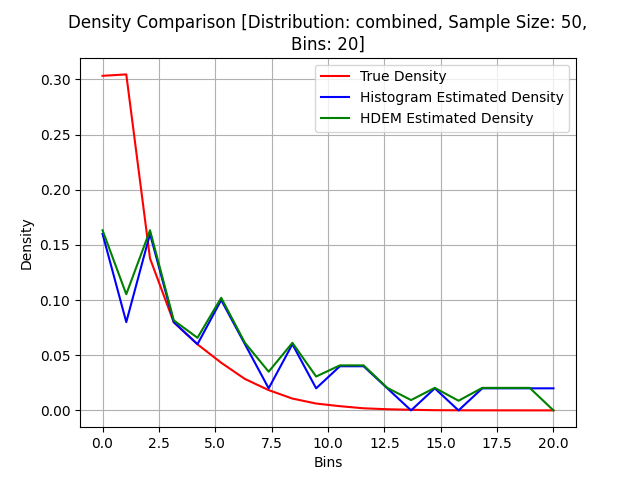 Density Comparison [Distribution: combined, Sample Size: 50,
Bins: 20]
True Density
Histogram Estimated Density
HDEM Estimated Density
Density
0.30
0.25
0.20
0.15
0.10
0.05
0.00
0.0 2.5 5.0 7.5 10.0 12.5 15.0 17.5 20.0
Bins